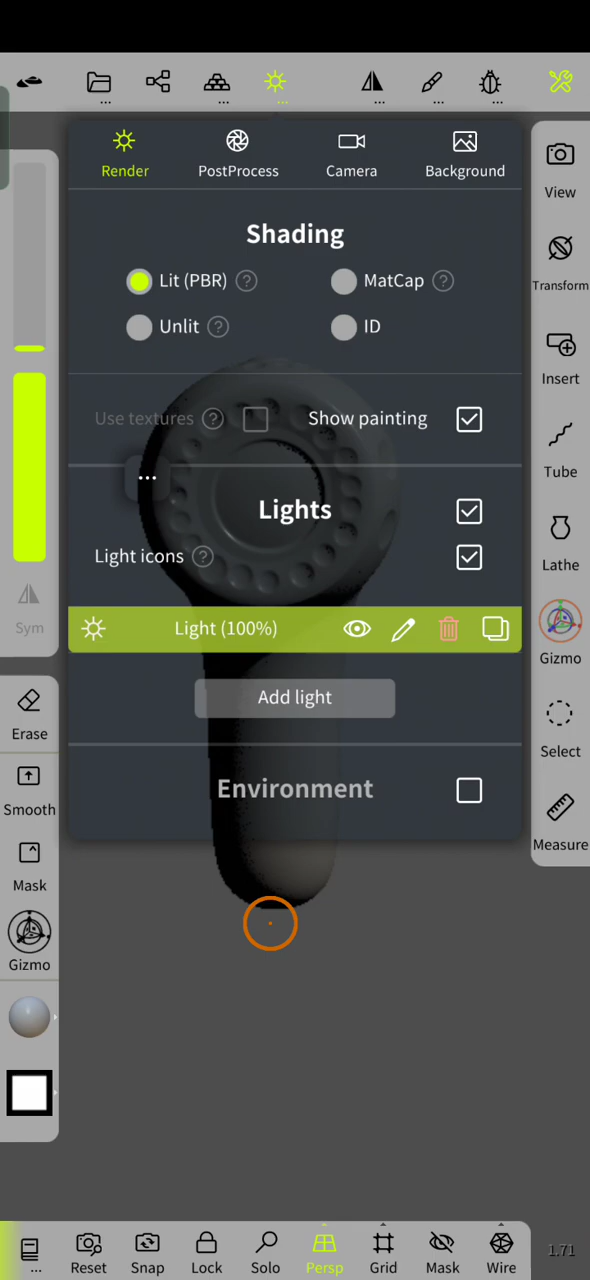 Render
PostProcess
Camera
Background
Shading
Lit (PBR) ?
MatCap ?
Unlit ?
ID
Use textures ?
Show painting
...
Lights
Light icons ?
Light (100%)
Add light
Environment
Sym
Erase
Smooth
Mask
Gizmo
View
Transform
Insert
Tube
Lathe
Gizmo
Select
Measure
...
Reset
Snap
Lock
Solo
Persp
Grid
Mask
Wire
1.71